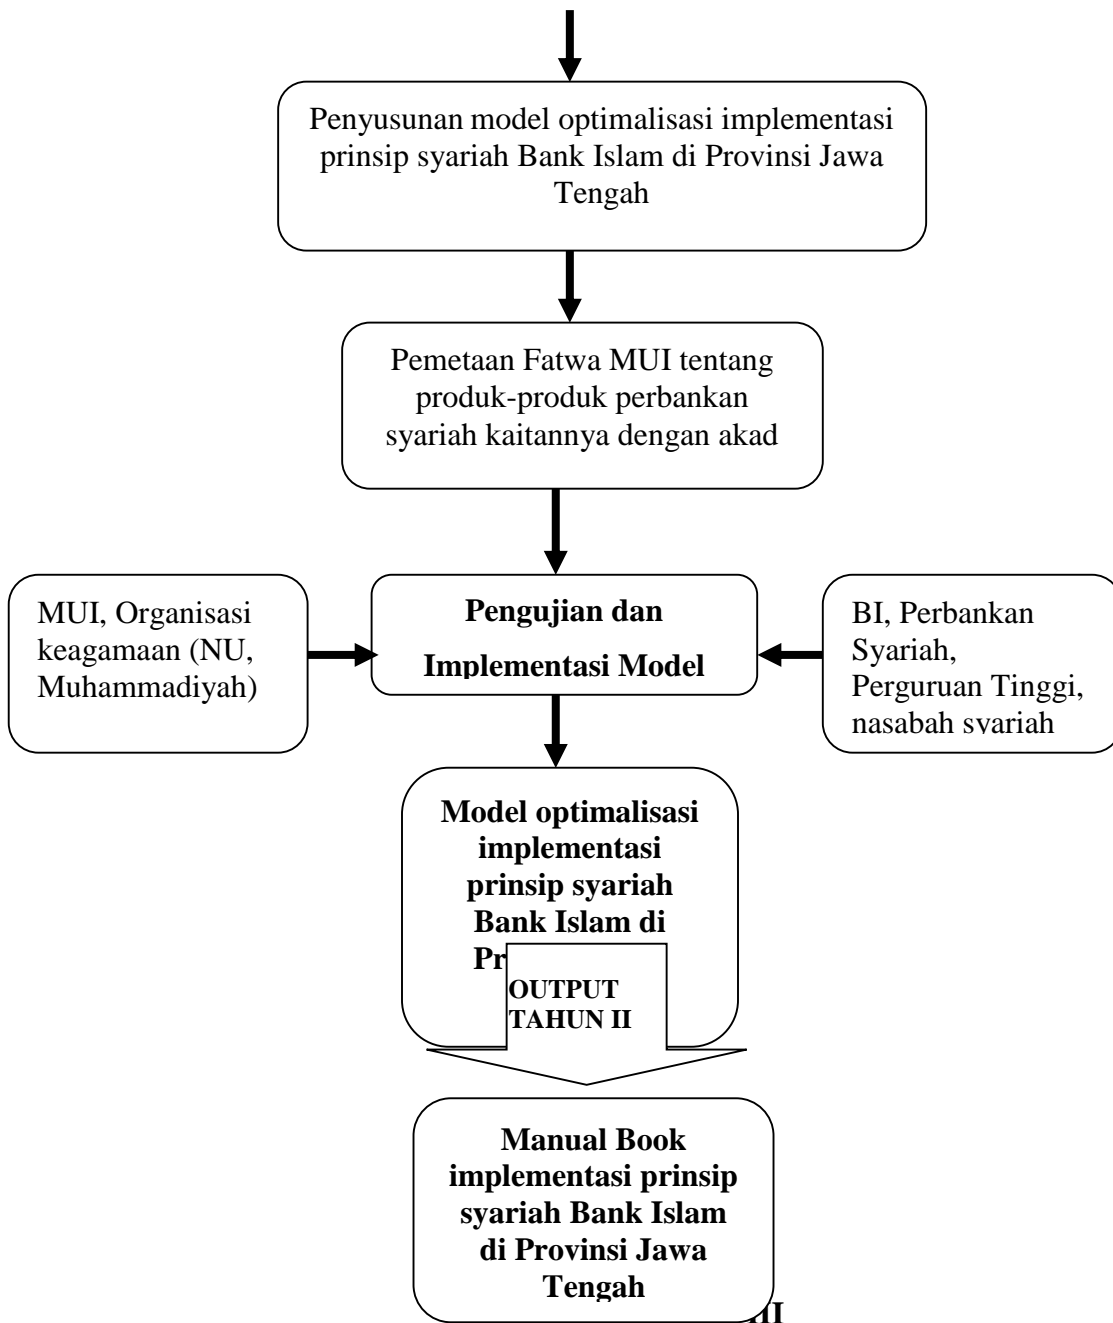 Penyusunan model optimalisasi implementasi
prinsip syariah Bank Islam di Provinsi Jawa
Tengah
Pemetaan Fatwa MUI tentang
produk-produk perbankan
syariah kaitannya dengan akad
MUI, Organisasi
keagamaan (NU,
Muhammadiyah)
Pengujian dan
Implementasi Model
BI, Perbankan
Syariah,
Perguruan Tinggi,
nasabah syariah
Model optimalisasi
implementasi
prinsip syariah
Bank Islam di
OUTPUT
TAHUN II
Manual Book
implementasi prinsip
syariah Bank Islam
di Provinsi Jawa
Tengah